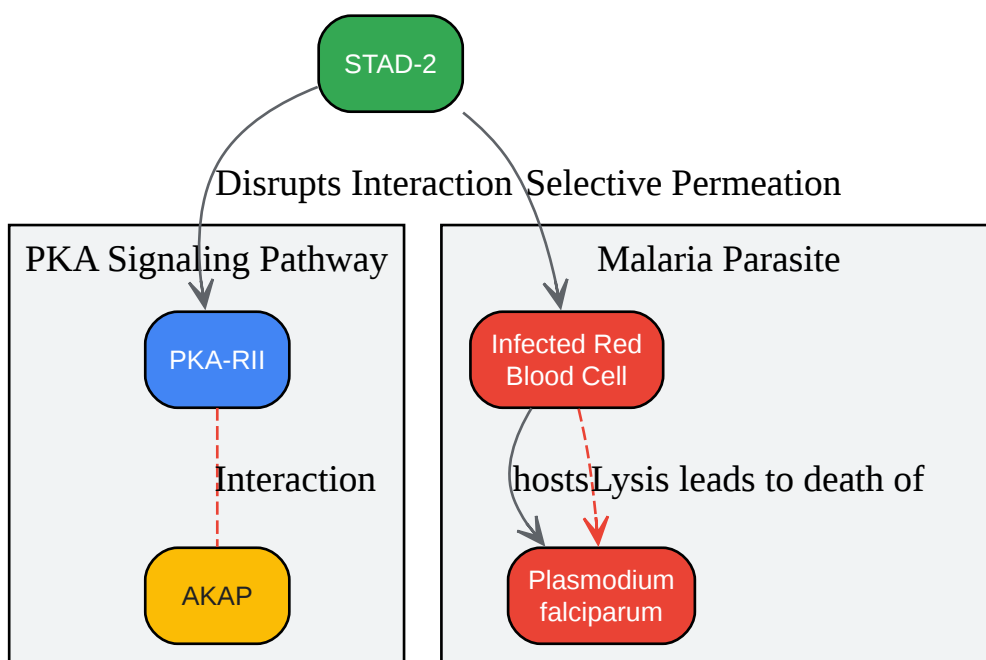 STAD-2
Disrupts Interaction
Selective Permeation
PKA Signaling Pathway
Malaria Parasite
PKA-RII
Infected Red
Blood Cell
Interaction
hosts
Lysis leads to death of
AKAP
Plasmodium
falciparum